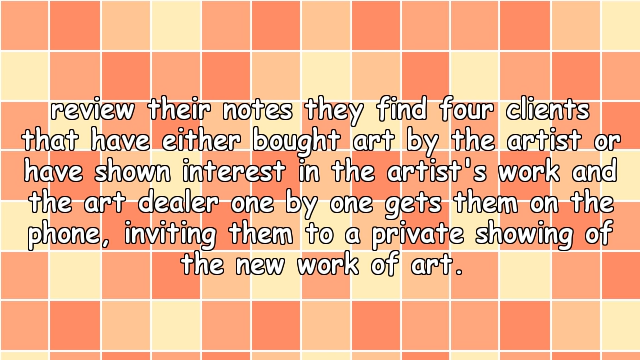 review their notes they find four clients
that have either bought art by the artist or
have shown interest in the artist's work and
the art dealer one by one gets them on the
phone, inviting them to a private showing of
the new work of art.